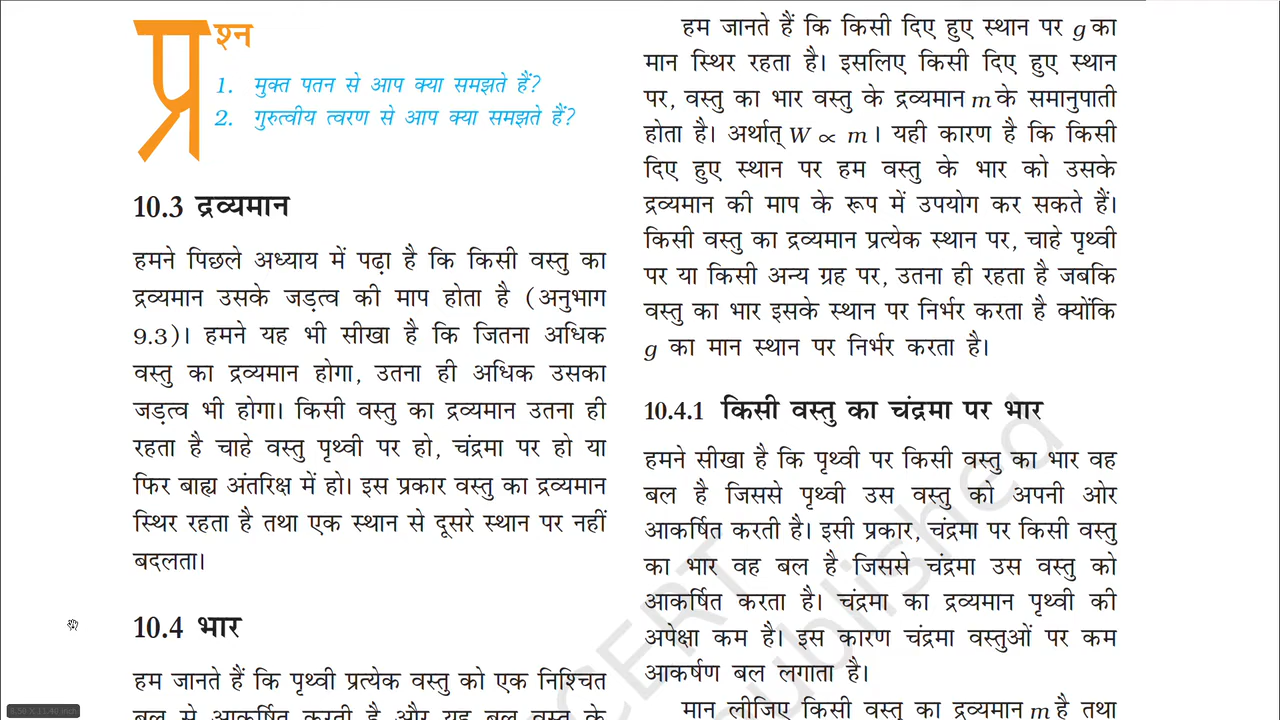 प्रश्न
1. मुक्त पतन से आप क्या समझते हैं?
2. गुरुत्वीय त्वरण से आप क्या समझते हैं?
10.3 द्रव्यमान
हमने पिछले अध्याय में पढ़ा है कि किसी वस्तु का
द्रव्यमान उसके जड़त्व की माप होता है (अनुभाग
9.3)। हमने यह भी सीखा है कि जितना अधिक
वस्तु का द्रव्यमान होगा, उतना ही अधिक उसका
जड़त्व भी होगा। किसी वस्तु का द्रव्यमान उतना ही
रहता है चाहे वस्तु पृथ्वी पर हो, चंद्रमा पर हो या
फिर बाह्य अंतरिक्ष में हो। इस प्रकार वस्तु का द्रव्यमान
स्थिर रहता है तथा एक स्थान से दूसरे स्थान पर नहीं
बदलता।
10.4 भार
हम जानते हैं कि पृथ्वी प्रत्येक वस्तु को एक निश्चित
बल से आकर्षित करती है और यह बल वस्तु के
हम जानते हैं कि किसी दिए हुए स्थान पर g का
मान स्थिर रहता है। इसलिए किसी दिए हुए स्थान
पर, वस्तु का भार वस्तु के द्रव्यमान m के समानुपाती
होता है। अर्थात् W ∝ m। यही कारण है कि किसी
दिए हुए स्थान पर हम वस्तु के भार को उसके
द्रव्यमान की माप के रूप में उपयोग कर सकते हैं।
किसी वस्तु का द्रव्यमान प्रत्येक स्थान पर, चाहे पृथ्वी
पर या किसी अन्य ग्रह पर, उतना ही रहता है जबकि
वस्तु का भार इसके स्थान पर निर्भर करता है क्योंकि
g का मान स्थान पर निर्भर करता है।
10.4.1 किसी वस्तु का चंद्रमा पर भार
हमने सीखा है कि पृथ्वी पर किसी वस्तु का भार वह
बल है जिससे पृथ्वी उस वस्तु को अपनी ओर
आकर्षित करती है। इसी प्रकार, चंद्रमा पर किसी वस्तु
का भार वह बल है जिससे चंद्रमा उस वस्तु को
आकर्षित करता है। चंद्रमा का द्रव्यमान पृथ्वी की
अपेक्षा कम है। इस कारण चंद्रमा वस्तुओं पर कम
आकर्षण बल लगाता है।
मान लीजिए किसी वस्तु का द्रव्यमान m है तथा